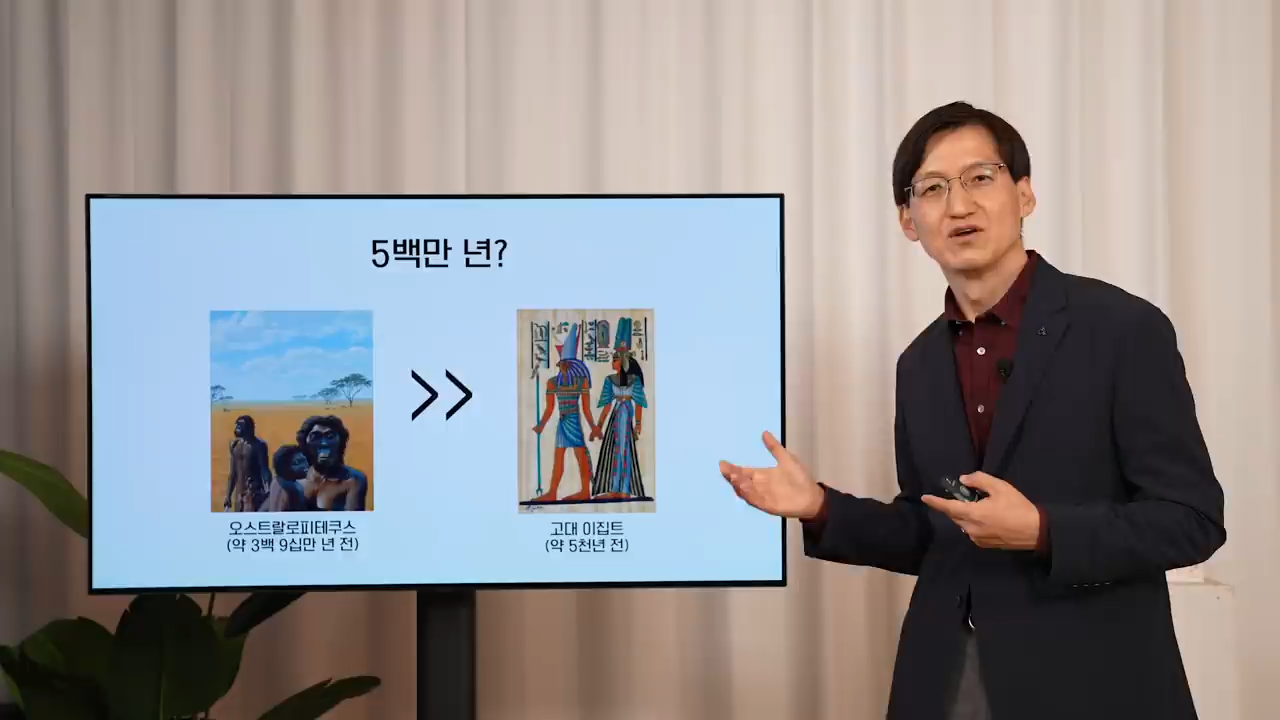 5백만 년?
오스트랄로피테쿠스
(약 3백 9십만 년 전)
고대 이집트
(약 5천년 전)